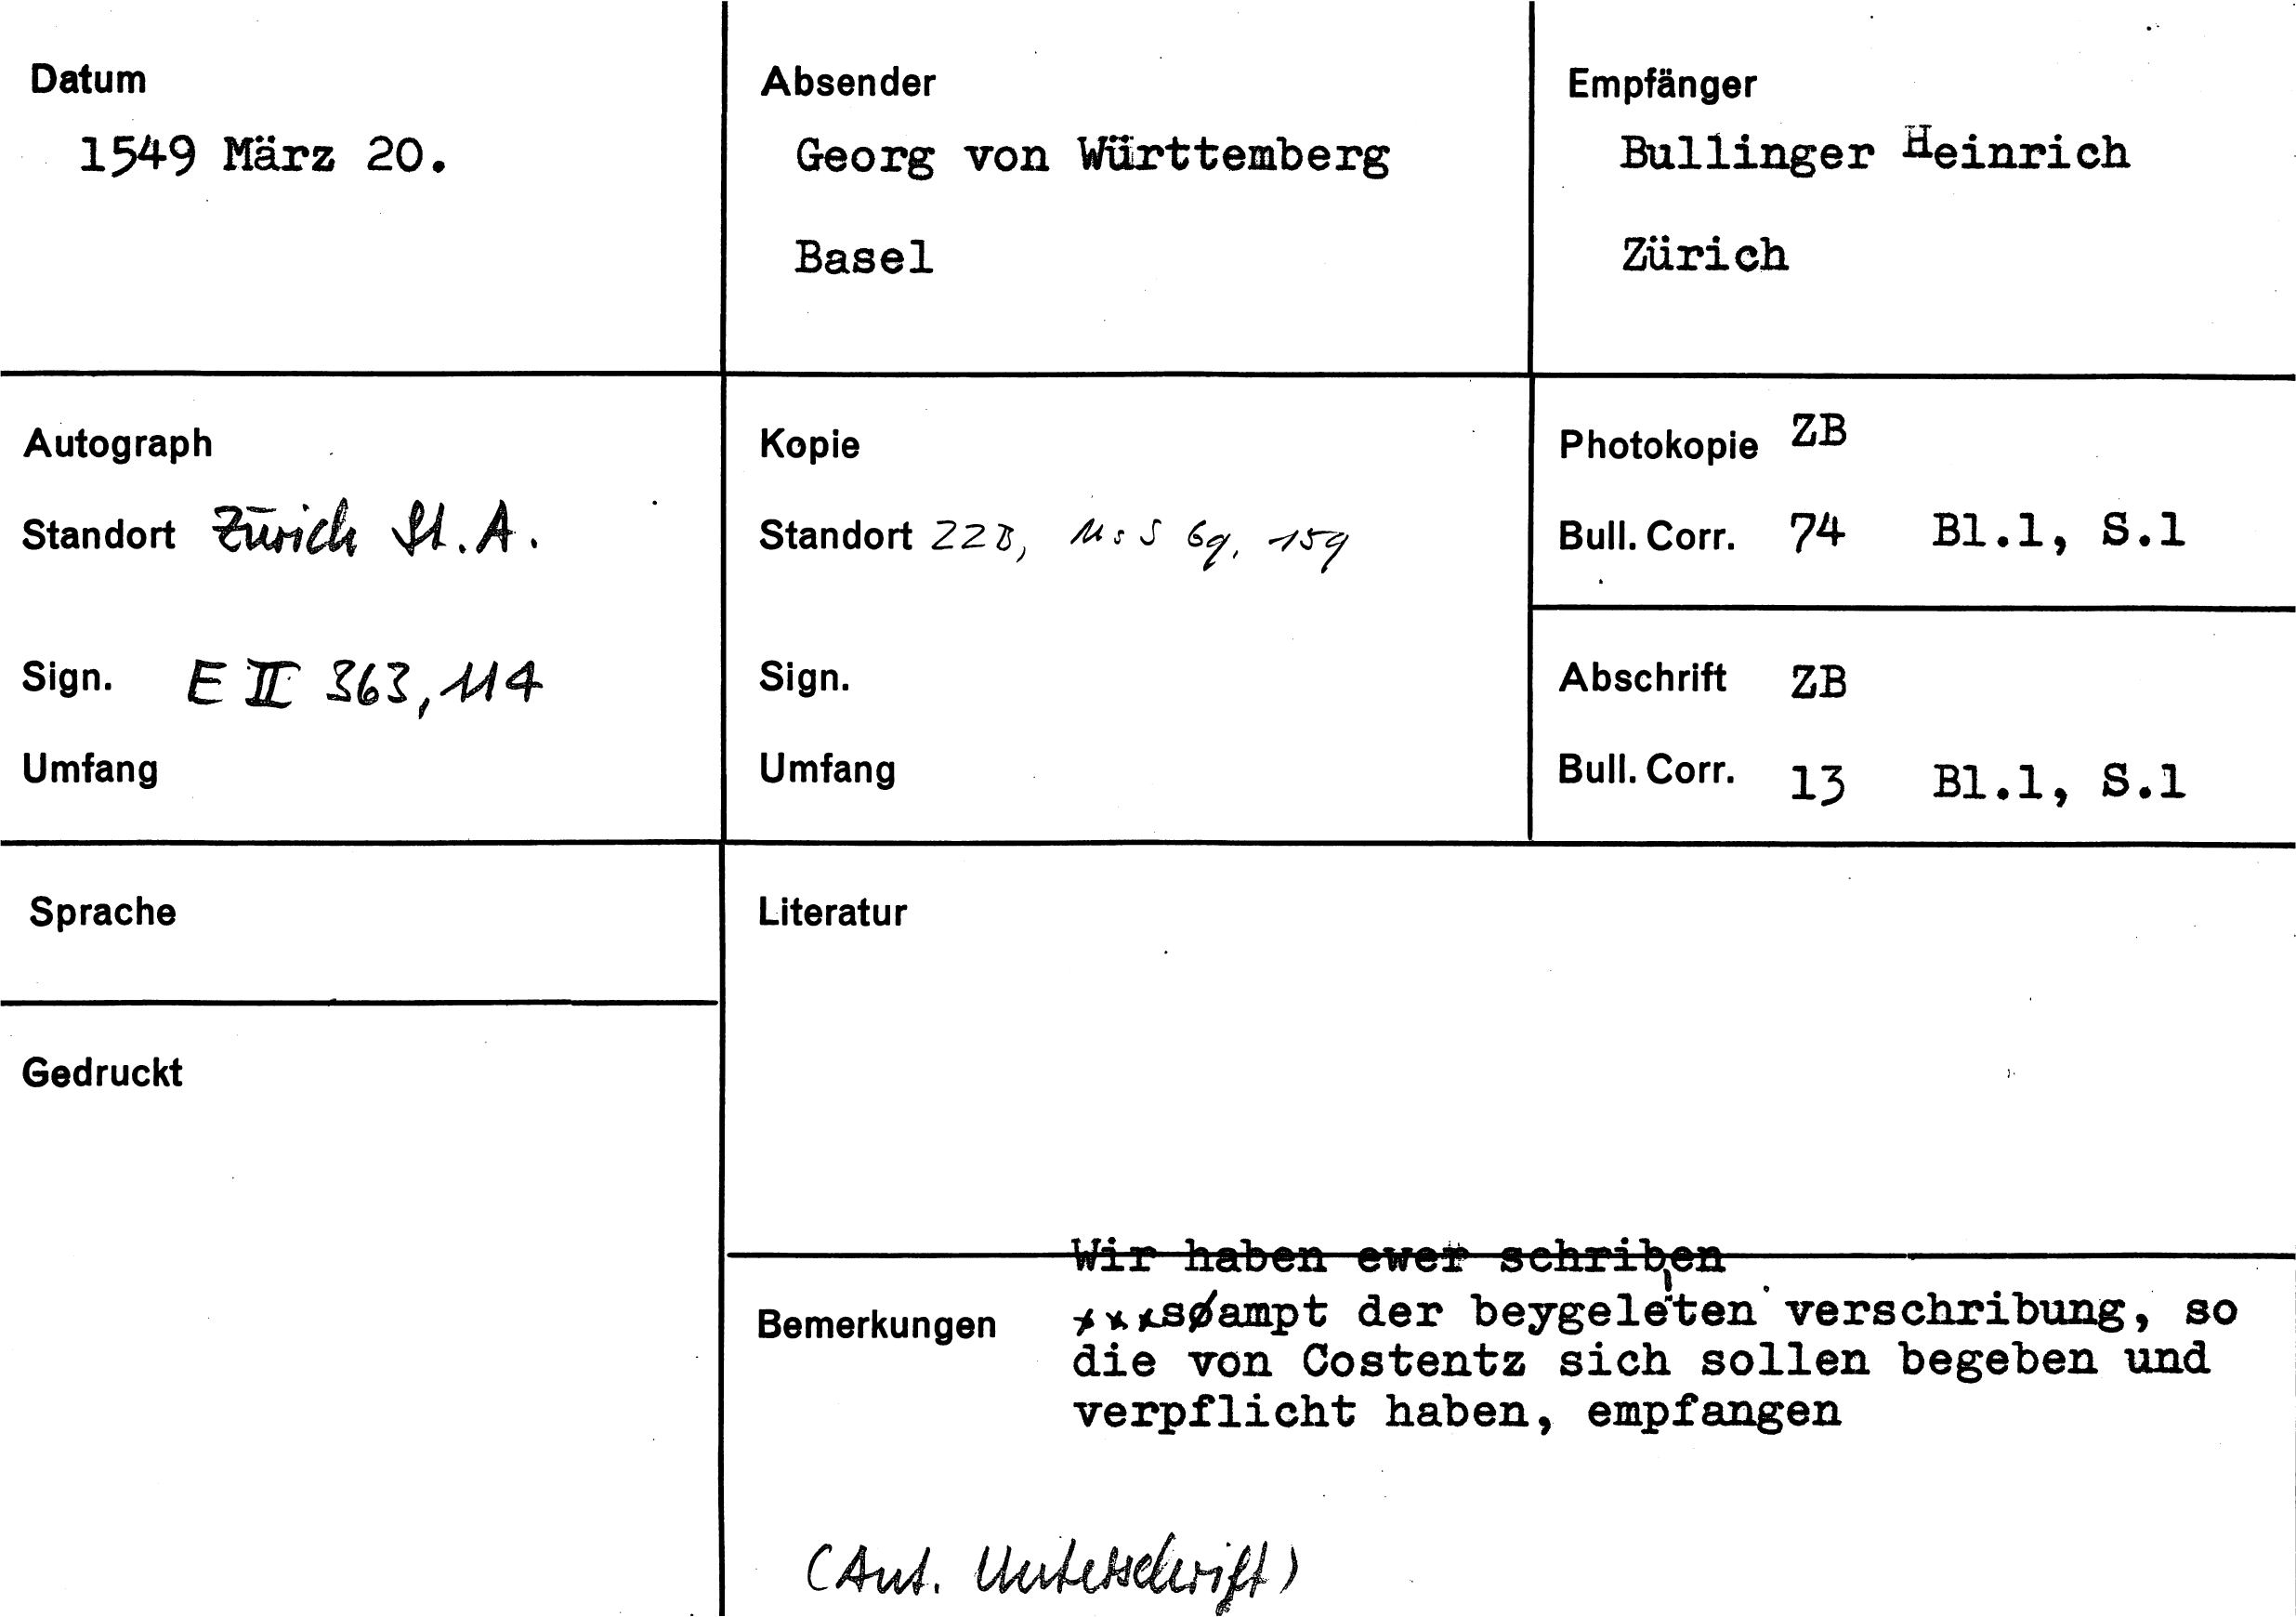 Datum
1549 März 20.
Absender
Georg von Württemberg
Basel
Empfänger
Bullinger Heinrich
Zürich
Autograph
Standort Zürich St. A.
Sign. E II 363, 114
Umfang
Kopie
Standort ZZB, MsS 69, 159
Sign.
Umfang
Photokopie ZB
Bull. Corr. 74 Bl.1, S.1
Abschrift ZB
Bull. Corr. 13 Bl.1, S.1
Sprache
Gedruckt
Literatur
Wir haben ewer schriben
Bemerkungen sampt der beygeleten verschribung, so
die von Costentz sich sollen begeben und
verpflicht haben, empfangen
(Aut. Unterschrift)